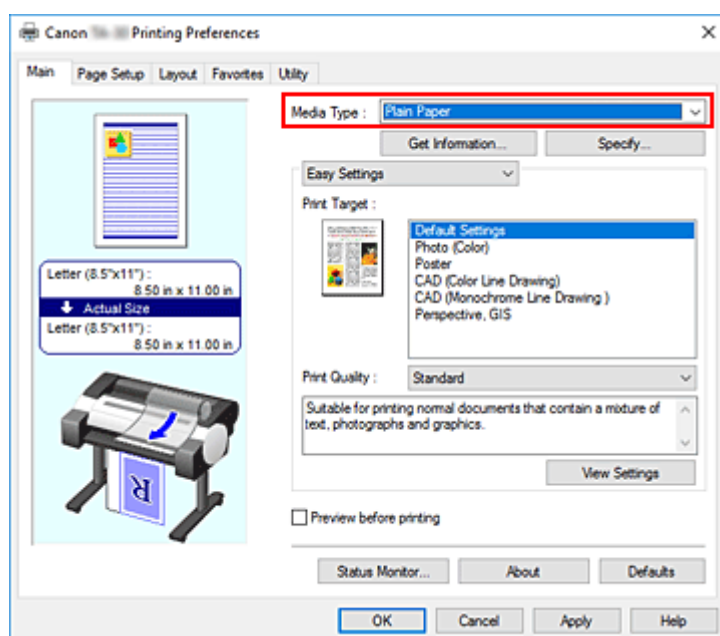 Canon Printing Preferences
Main Page Setup Layout Favorites Utility
Media Type : Plain Paper
Get Information... Specify...
Easy Settings
Print Target :
Default Settings
Photo (Color)
Poster
CAD (Color Line Drawing)
CAD (Monochrome Line Drawing )
Perspective, GIS
Letter (8.5"x11") :
8.50 in x 11.00 in
Actual Size
Letter (8.5"x11") :
8.50 in x 11.00 in
Print Quality : Standard
Suitable for printing normal documents that contain a mixture of
text, photographs and graphics.
View Settings
R
Preview before printing
Status Monitor... About Defaults
OK Cancel Apply Help